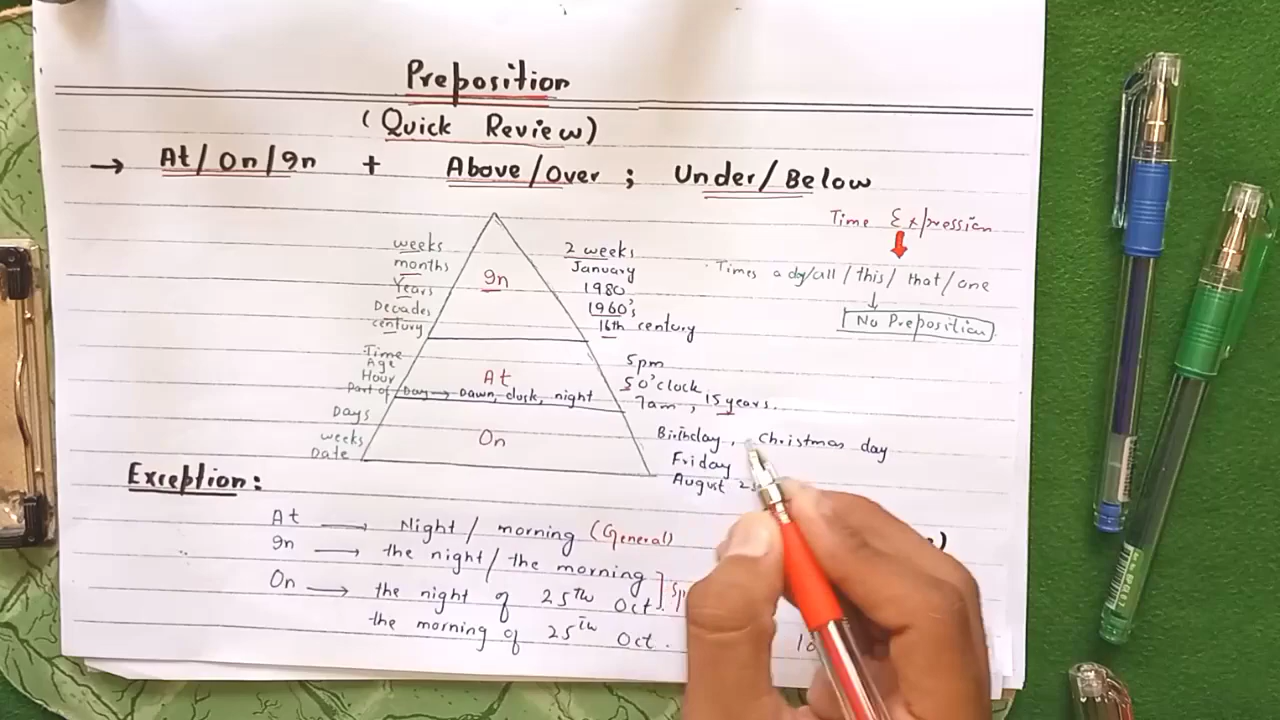 Preposition
(Quick Review)
→ At/On/In + Above/Over ; Under/Below
Time Expression
Times a day/all / this / that / one
No Preposition
weeks
months
Years
Decades
century
In
2 weeks
January
1980
1960's
16th century
Time
Age
Hour
Part of Day → Dawn, dusk, night
At
5pm
5 o'clock
7am , 15 years.
Days
weeks
Date
On
Birthday , Christmas day
Friday
August
Exception:
At → Night / morning (General)
In → the night / the morning
On → the night of 25th Oct.
the morning of 25th Oct.